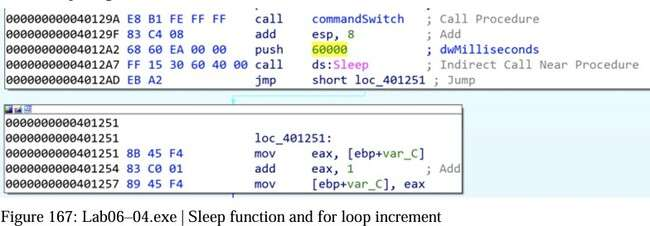 000000000040129A E8 B1 FE FF FF call commandSwitch ; Call Procedure
000000000040129F 83 C4 08 add esp, 8 ; Add
00000000004012A2 68 60 EA 00 00 push 60000 ; dwMilliseconds
00000000004012A7 FF 15 30 60 40 00 call ds:Sleep ; Indirect Call Near Procedure
00000000004012AD EB A2 jmp short loc_401251 ; Jump
0000000000401251
0000000000401251 loc_401251:
0000000000401251 8B 45 F4 mov eax, [ebp+var_C]
0000000000401254 83 C0 01 add eax, 1 ; Add
0000000000401257 89 45 F4 mov [ebp+var_C], eax
Figure 167: Lab06–04.exe | Sleep function and for loop increment